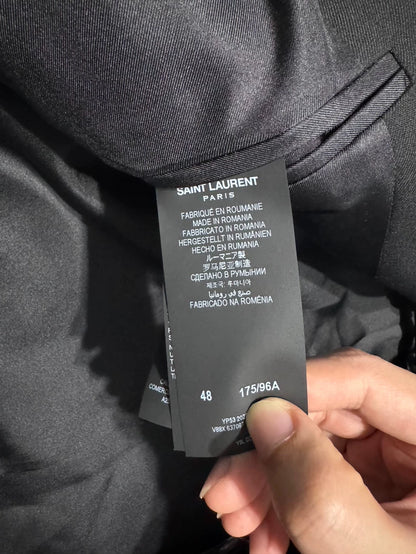 SAINT LAURENT
PARIS
FABRIQUÉ EN ROUMANIE
MADE IN ROMANIA
FABBRICATO IN ROMANIA
HERGESTELLT IN RUMÄNIEN
HECHO EN RUMANIA
ルーマニア製
罗马尼亚制造
СДЕЛАНО В РУМЫНИИ
제조국: 루마니아
صنع في رومانيا
FABRICADO NA ROMÉNIA
48 175/96A
YP53